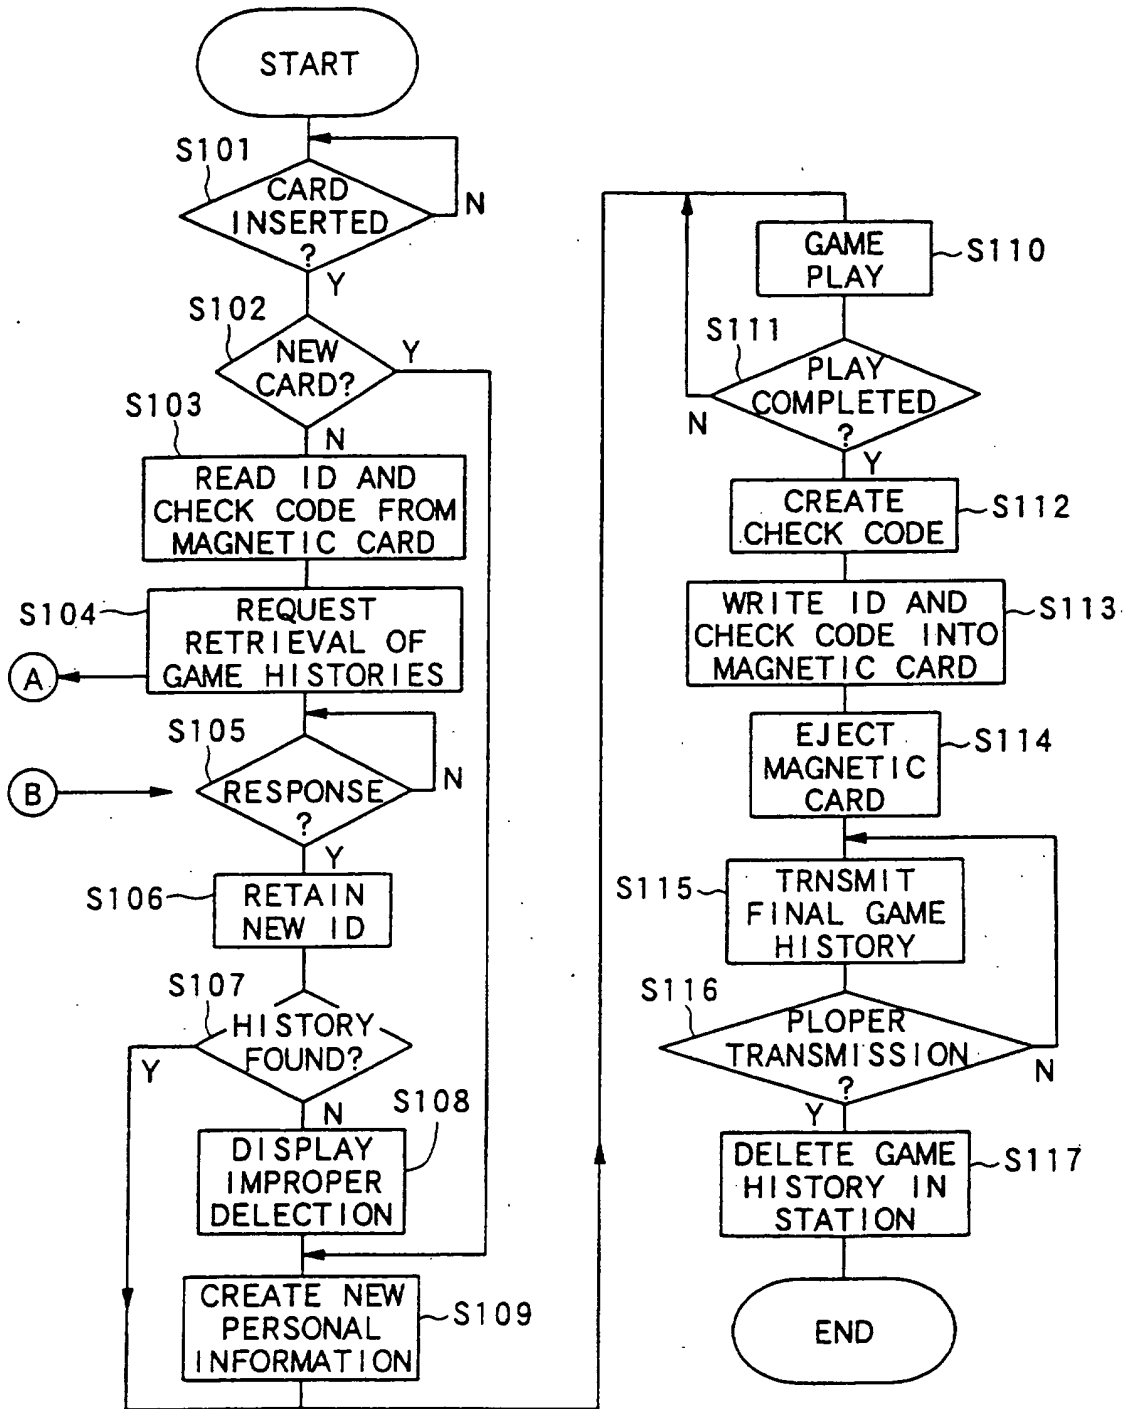 START
S101
CARD
INSERTED
?
N
Y
S102
NEW
CARD?
Y
N
S103
READ ID AND
CHECK CODE FROM
MAGNETIC CARD
S104
REQUEST
RETRIEVAL OF
GAME HISTORIES
A
S105
RESPONSE
?
N
B
Y
S106
RETAIN
NEW ID
S107
HISTORY
FOUND?
Y
N
S108
DISPLAY
IMPROPER
DELECTION
CREATE NEW
PERSONAL
INFORMATION
S109
GAME
PLAY
S110
S111
PLAY
COMPLETED
?
N
Y
CREATE
CHECK CODE
S112
WRITE ID AND
CHECK CODE INTO
MAGNETIC CARD
S113
EJECT
MAGNETIC
CARD
S114
S115
TRNSMIT
FINAL GAME
HISTORY
S116
PLOPER
TRANSMISSION
?
N
Y
DELETE GAME
HISTORY IN
STATION
S117
END